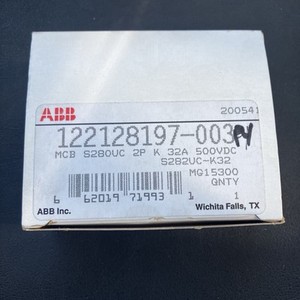 ABB
200541
122128197-003 PY
MCB S280UC 2P K 32A 500VDC
S282UC-K32
MG15300
QNTY
6 62019 71993 1 1
ABB Inc. Wichita Falls, TX